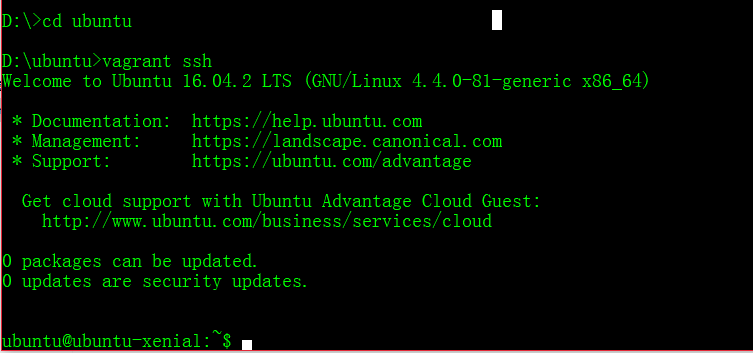 D:\>cd ubuntu
D:\ubuntu>vagrant ssh
Welcome to Ubuntu 16.04.2 LTS (GNU/Linux 4.4.0-81-generic x86_64)
* Documentation:  https://help.ubuntu.com
* Management:     https://landscape.canonical.com
* Support:        https://ubuntu.com/advantage
Get cloud support with Ubuntu Advantage Cloud Guest:
http://www.ubuntu.com/business/services/cloud
0 packages can be updated.
0 updates are security updates.
ubuntu@ubuntu-xenial:~$